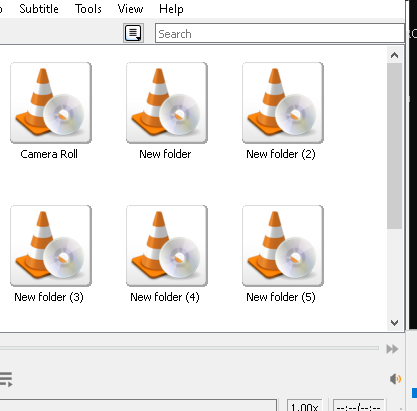 Subtitle Tools View Help
Search
Camera Roll New folder New folder (2)
New folder (3) New folder (4) New folder (5)
1.00x --:--/--:--